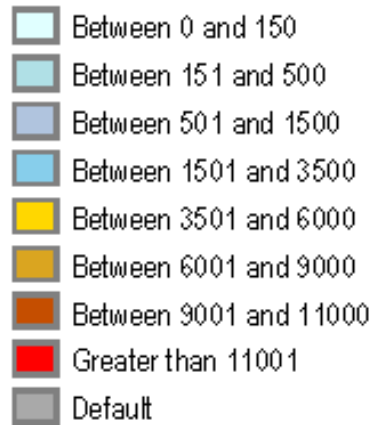 Between 0 and 150
Between 151 and 500
Between 501 and 1500
Between 1501 and 3500
Between 3501 and 6000
Between 6001 and 9000
Between 9001 and 11000
Greater than 11001
Default